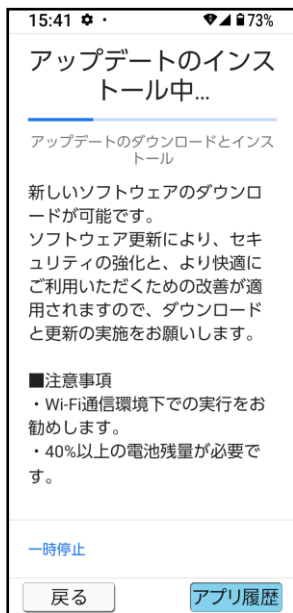 15:41
73%
アップデートのインス
トール中...
アップデートのダウンロードとインス
トール
新しいソフトウェアのダウンロ
ードが可能です。
ソフトウェア更新により、セキ
ュリティの強化と、より快適に
ご利用いただくための改善が適
用されますので、ダウンロード
と更新の実施をお願いします。
■注意事項
・Wi-Fi通信環境下での実行をお
勧めします。
・40%以上の電池残量が必要で
す。
一時停止
戻る
アプリ履歴